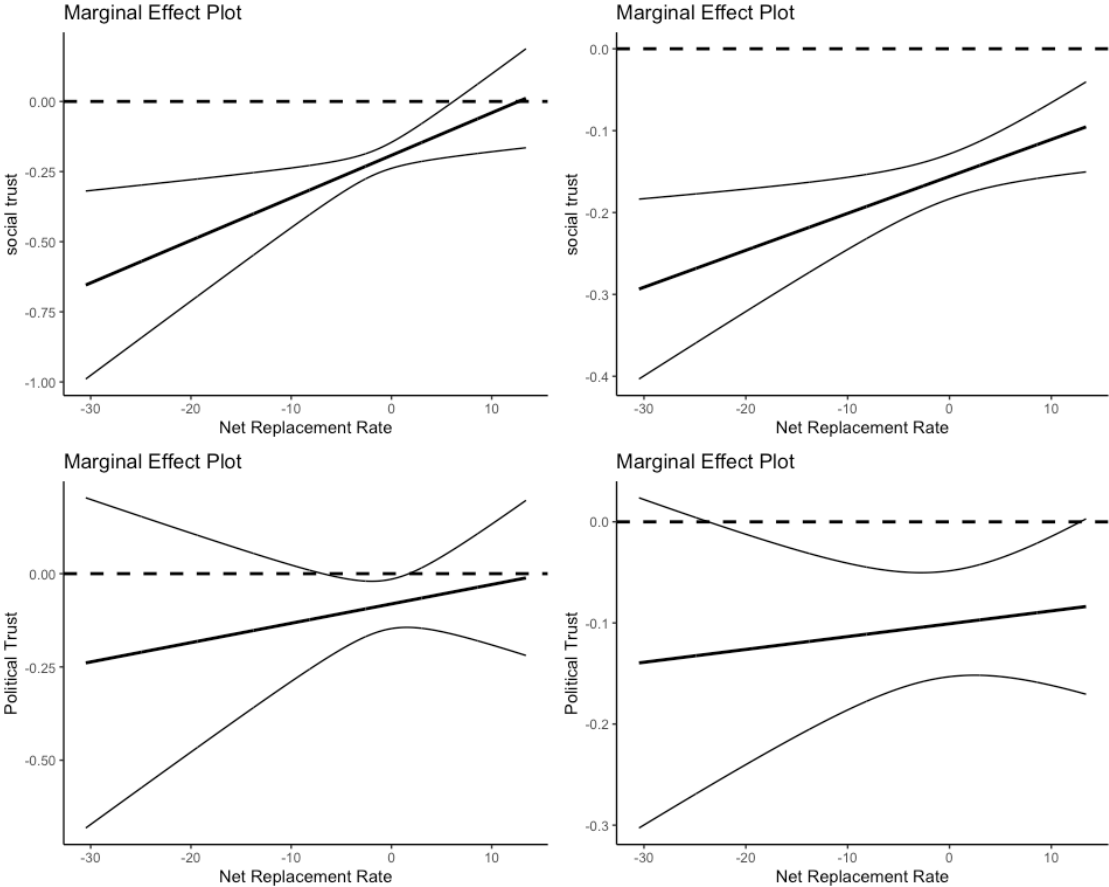 Marginal Effect Plot
social trust
0.00
-0.25
-0.50
-0.75
-1.00
-30 -20 -10 0 10
Net Replacement Rate
Marginal Effect Plot
social trust
0.0
-0.1
-0.2
-0.3
-0.4
-30 -20 -10 0 10
Net Replacement Rate
Marginal Effect Plot
Political Trust
0.00
-0.25
-0.50
-30 -20 -10 0 10
Net Replacement Rate
Marginal Effect Plot
Political Trust
0.0
-0.1
-0.2
-0.3
-30 -20 -10 0 10
Net Replacement Rate